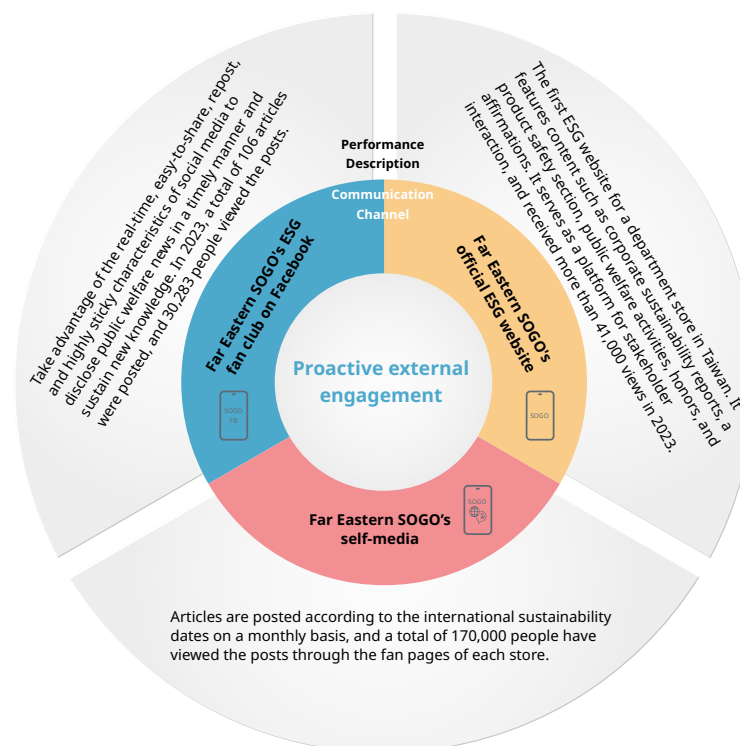 Performance
Description
Communication
Channel
Proactive external
engagement
Far Eastern SOGO's ESG
fan club on Facebook
SOGO
FB
Take advantage of the real-time, easy-to-share, repost,
and highly sticky characteristics of social media to
disclose public welfare news in a timely manner and
sustain new knowledge. In 2023, a total of 106 articles
were posted, and 30,283 people viewed the posts.
Far Eastern SOGO's
official ESG website
SOGO
The first ESG website for a department store in Taiwan. It
features content such as corporate sustainability reports, a
product safety section, public welfare activities, honors, and
affirmations. It serves as a platform for stakeholder
interaction, and received more than 41,000 views in 2023.
Far Eastern SOGO's
self-media
SOGO
Articles are posted according to the international sustainability
dates on a monthly basis, and a total of 170,000 people have
viewed the posts through the fan pages of each store.